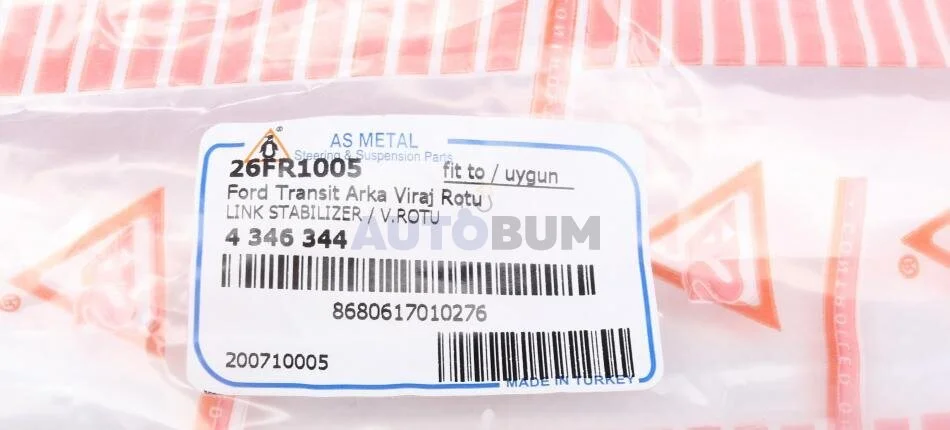 AS METAL
Steering & Suspension Parts
26FR1005 fit to / uygun
Ford Transit Arka Viraj Rotu
LINK STABILIZER / V.ROTU
4 346 344
AUTOBUM
8680617010276
200710005
MADE IN TURKEY